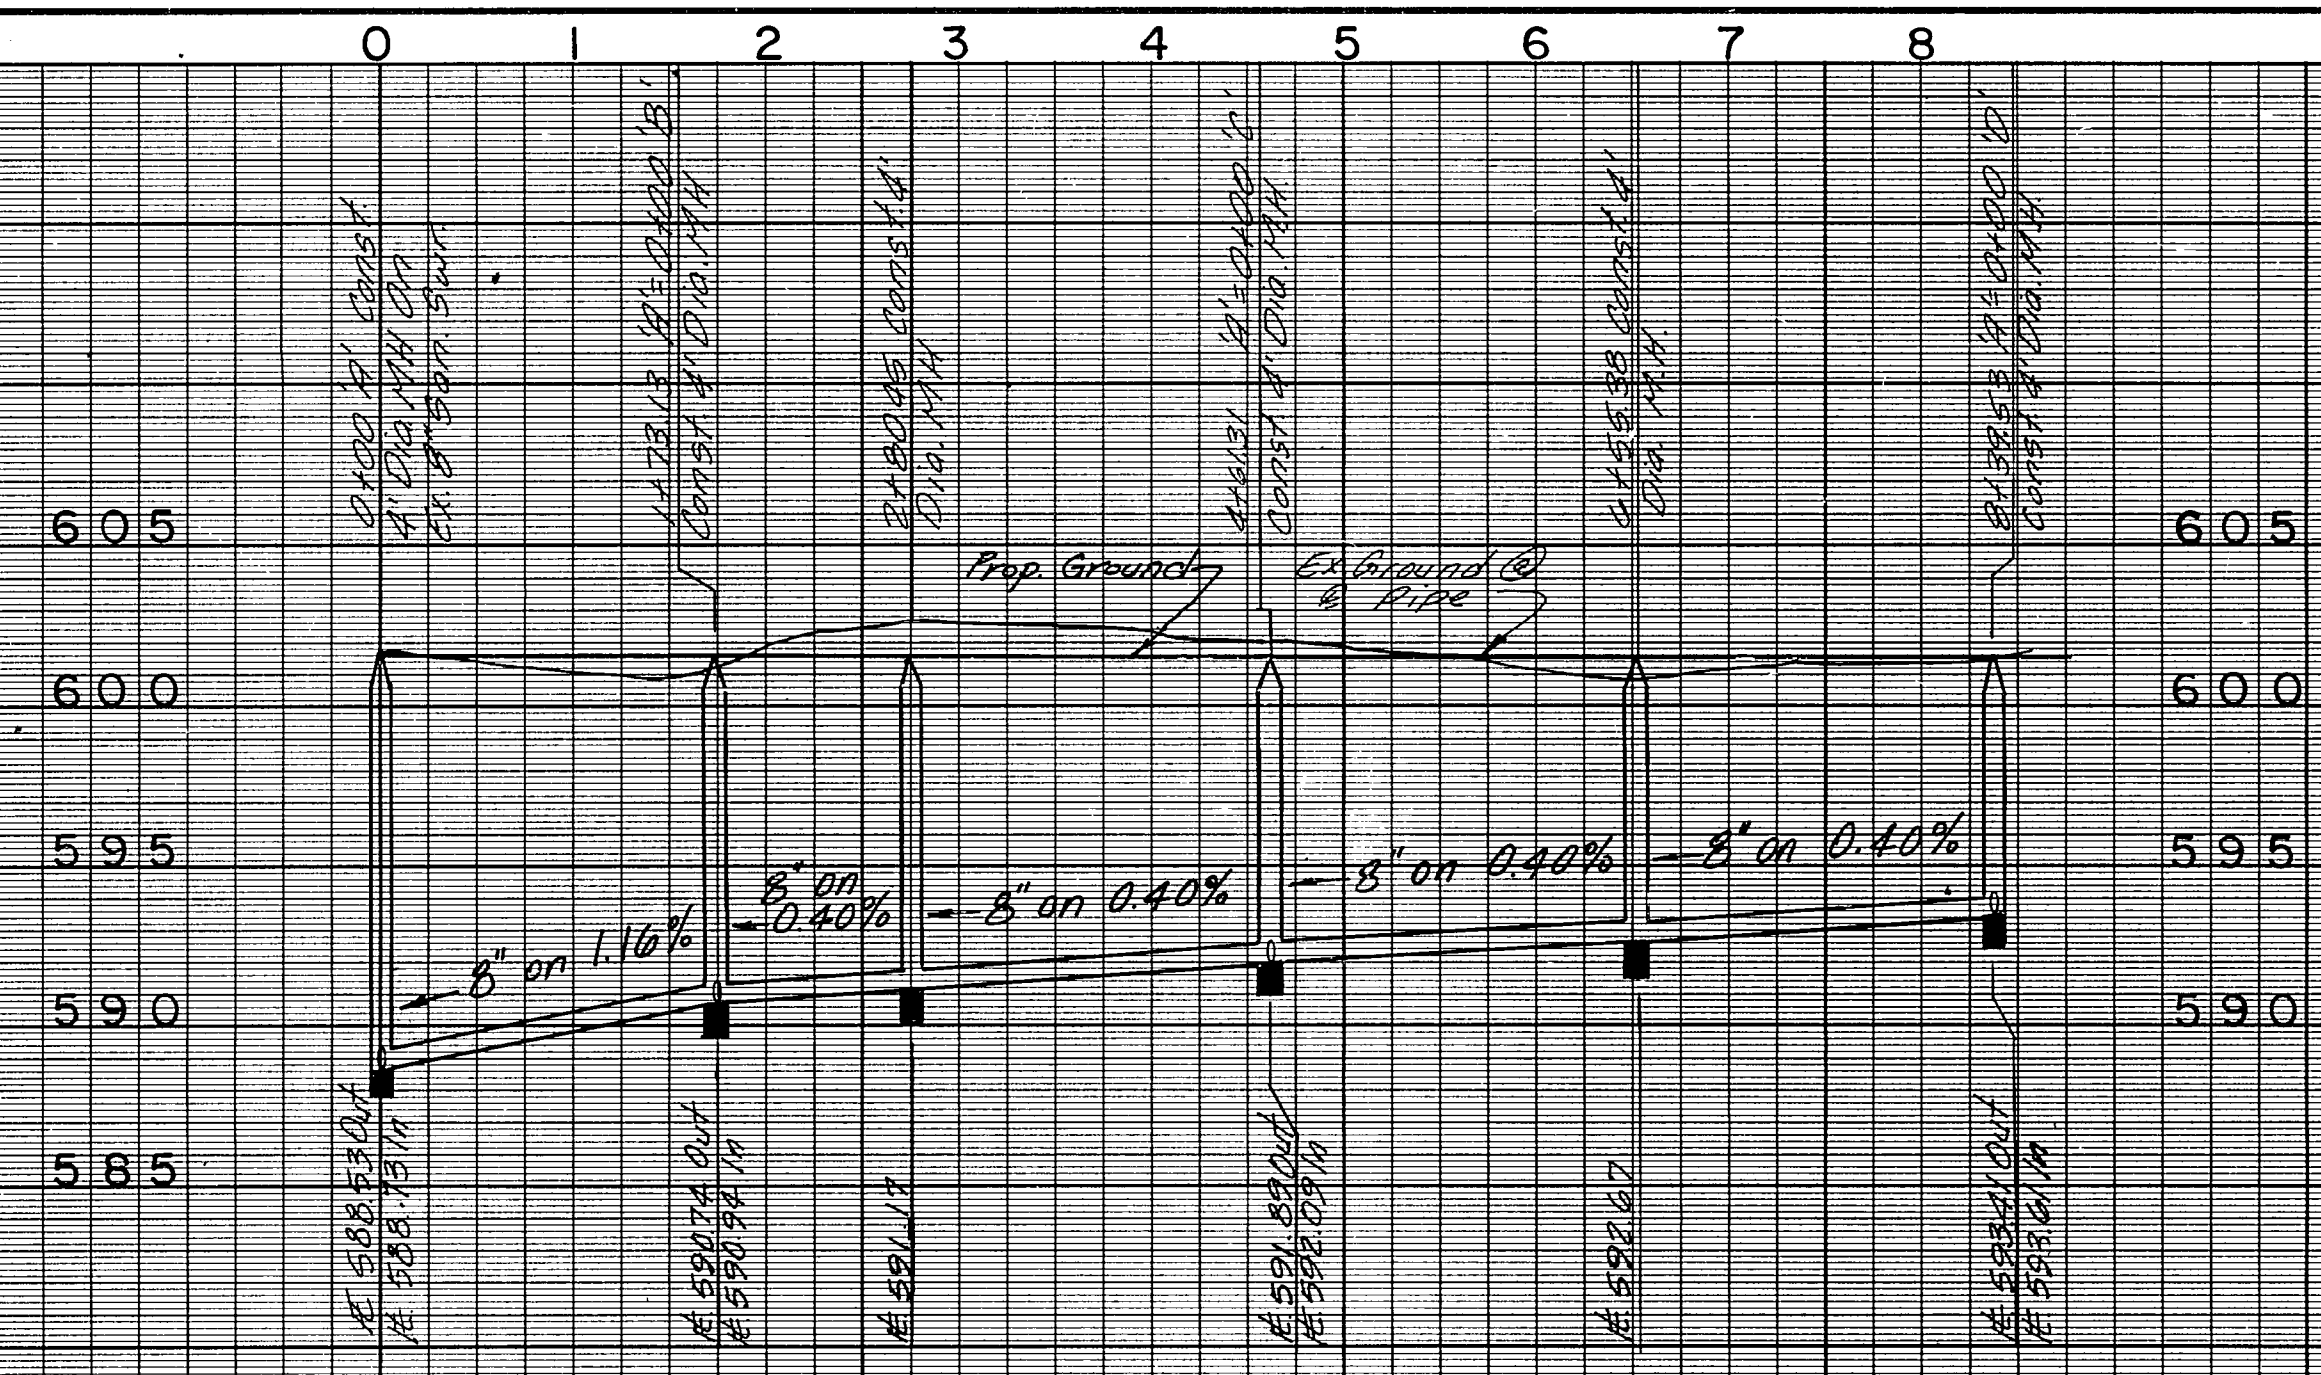 0 1 2 3 4 5 6 7 8
0+00 'A' Const.
4' Dia. MH On
Ex. 8" San. Swr.
1+73.13 'A'= 0+00 'B'
Const. 4' Dia. MH
2+80.45 Const. 4'
Dia. MH
4+61.31 'A'= 0+00 'C'
Const. 4' Dia. M.H.
6+55.38 Const. 4'
Dia. M.H.
8+39.53 'A'= 0+00 'D'
Const. 4' Dia. M.H.
605 605
Prop. Ground
Ex Ground @
℄ Pipe
600 600
595 595
8" on 1.16%
8" on
0.40%
8" on 0.40%
8" on 0.40%
8" on 0.40%
590 590
585
I.E. 588.53 Out
I.E. 588.73 In
I.E. 590.74 Out
I.E. 590.94 In
I.E. 591.17
I.E. 591.89 Out
I.E. 592.09 In
I.E. 592.67
I.E. 593.41 Out
I.E. 593.61 In